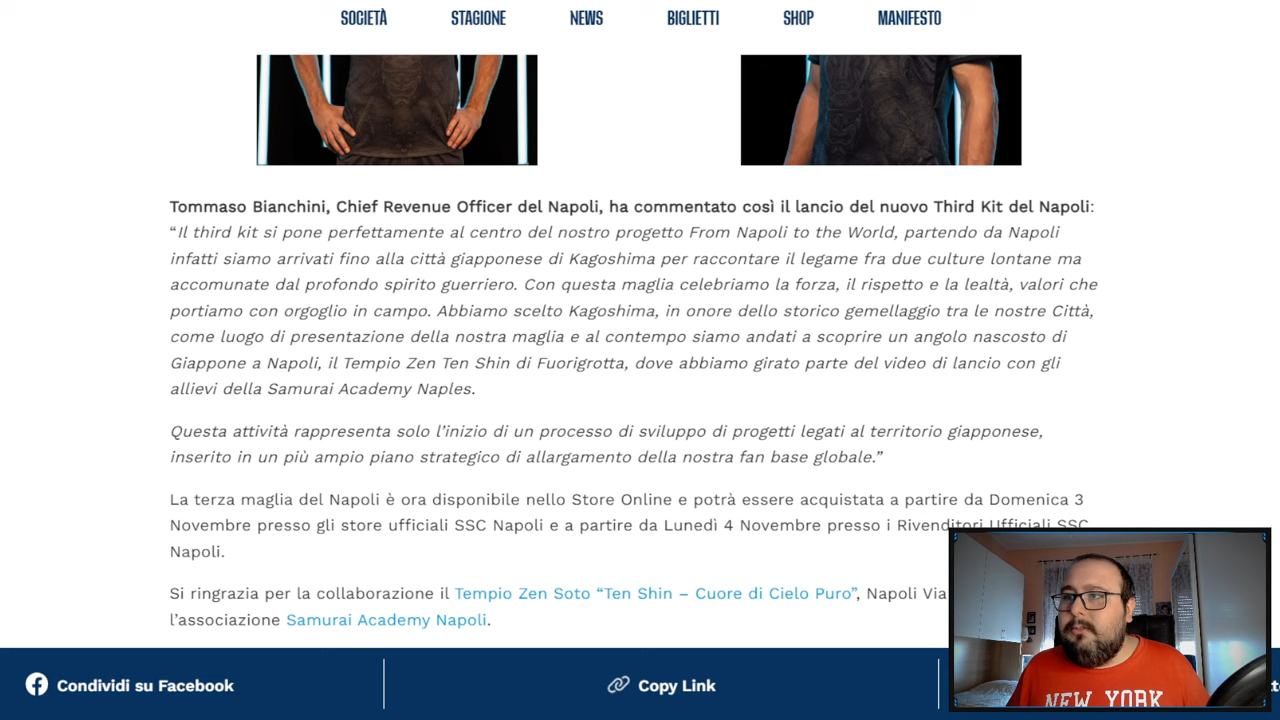 SOCIETÀ STAGIONE NEWS BIGLIETTI SHOP MANIFESTO
Tommaso Bianchini, Chief Revenue Officer del Napoli, ha commentato così il lancio del nuovo Third Kit del Napoli:
“Il third kit si pone perfettamente al centro del nostro progetto From Napoli to the World, partendo da Napoli
infatti siamo arrivati fino alla città giapponese di Kagoshima per raccontare il legame fra due culture lontane ma
accomunate dal profondo spirito guerriero. Con questa maglia celebriamo la forza, il rispetto e la lealtà, valori che
portiamo con orgoglio in campo. Abbiamo scelto Kagoshima, in onore dello storico gemellaggio tra le nostre Città,
come luogo di presentazione della nostra maglia e al contempo siamo andati a scoprire un angolo nascosto di
Giappone a Napoli, il Tempio Zen Ten Shin di Fuorigrotta, dove abbiamo girato parte del video di lancio con gli
allievi della Samurai Academy Naples.
Questa attività rappresenta solo l’inizio di un processo di sviluppo di progetti legati al territorio giapponese,
inserito in un più ampio piano strategico di allargamento della nostra fan base globale.”
La terza maglia del Napoli è ora disponibile nello Store Online e potrà essere acquistata a partire da Domenica 3
Novembre presso gli store ufficiali SSC Napoli e a partire da Lunedì 4 Novembre presso i Rivenditori Ufficiali SSC
Napoli.
Si ringrazia per la collaborazione il Tempio Zen Soto “Ten Shin – Cuore di Cielo Puro”, Napoli Via
l’associazione Samurai Academy Napoli.
Condividi su Facebook Copy Link
NEW YORK